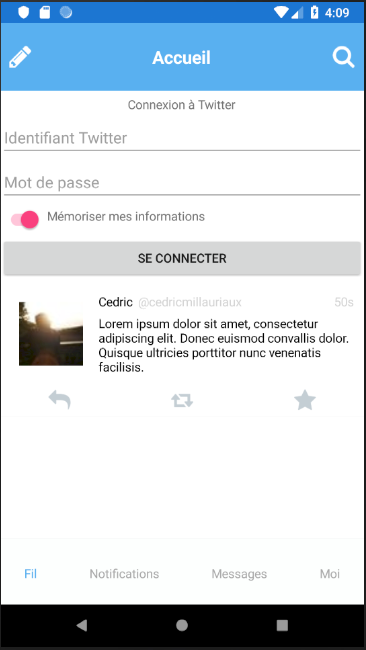 4:09
Accueil
Connexion à Twitter
Identifiant Twitter
Mot de passe
Mémoriser mes informations
SE CONNECTER
Cedric @cedricmillauriaux 50s
Lorem ipsum dolor sit amet, consectetur
adipiscing elit. Donec euismod convallis dolor.
Quisque ultricies porttitor nunc venenatis
facilisis.
Fil Notifications Messages Moi